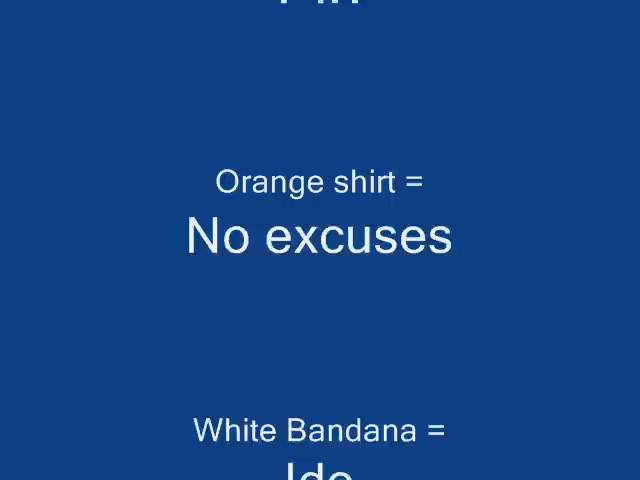 Orange shirt =
No excuses
White Bandana =